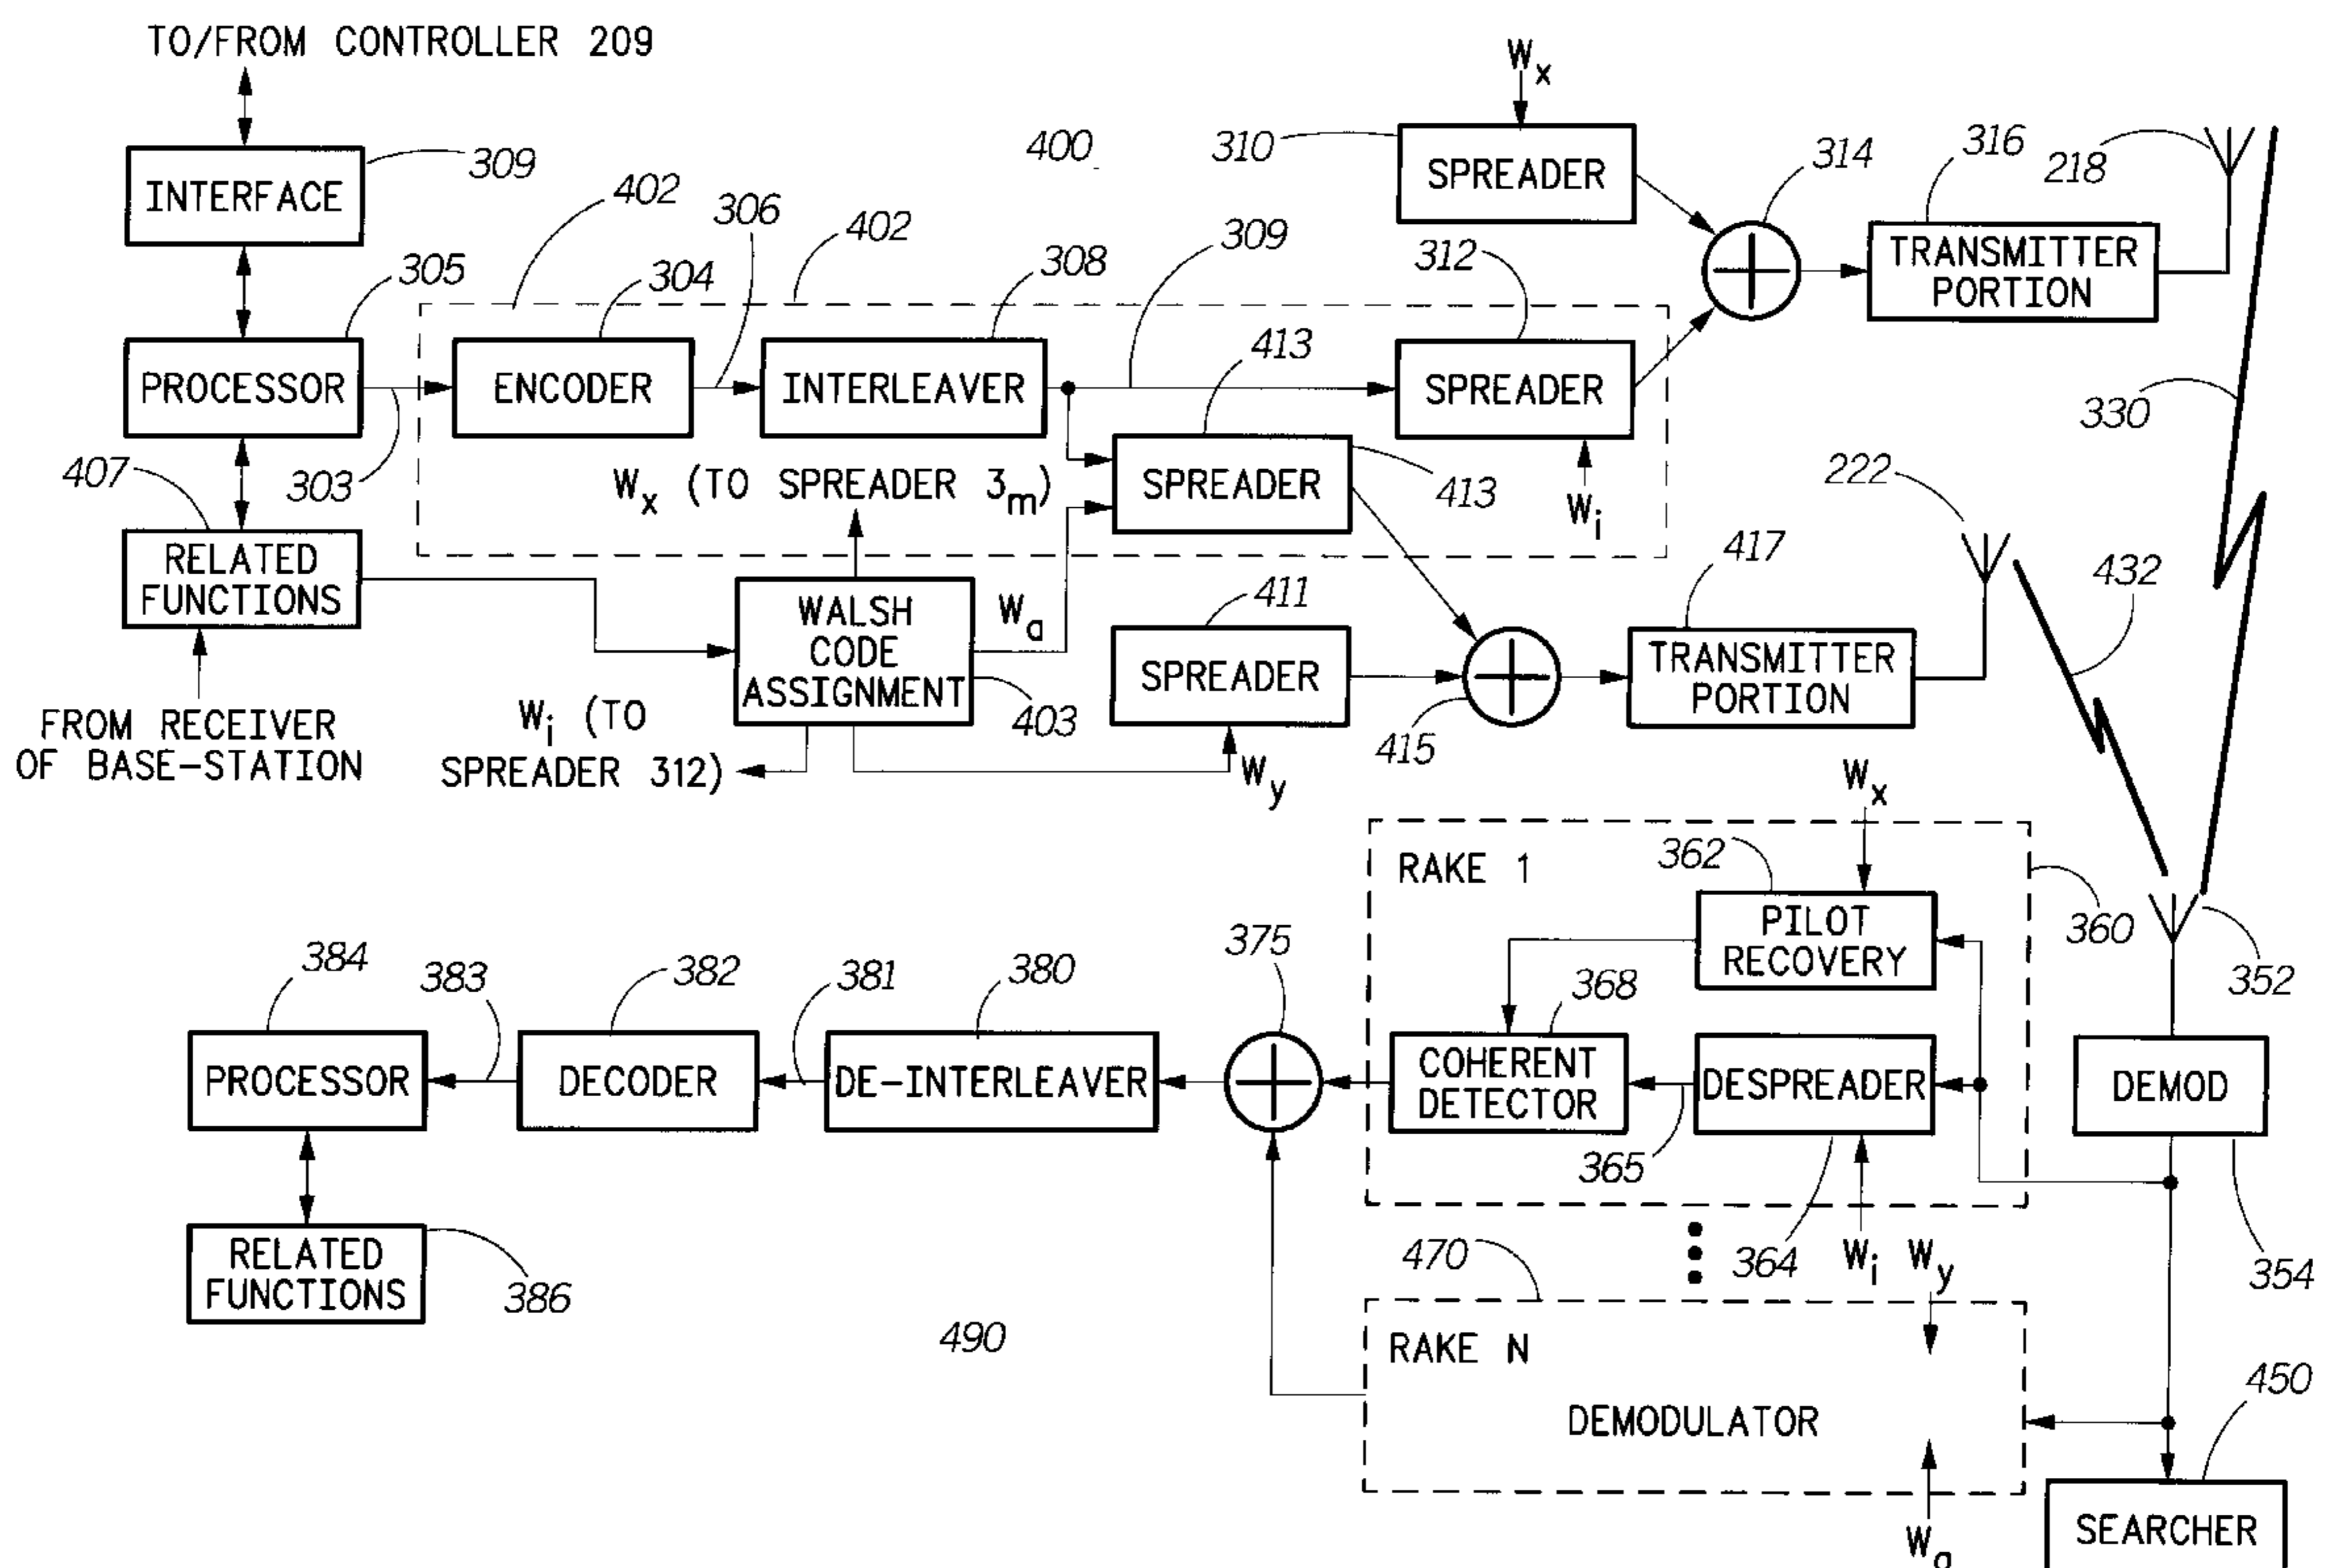 TO/FROM CONTROLLER 209
INTERFACE
309
402
306
402
400
310
Wx
SPREADER
314
316
218
TRANSMITTER
PORTION
305
304
308
309
312
PROCESSOR
ENCODER
INTERLEAVER
413
SPREADER
330
407
303
Wx (TO SPREADER 3m)
SPREADER
413
Wi
222
RELATED
FUNCTIONS
WALSH
CODE
ASSIGNMENT
403
Wa
411
SPREADER
415
417
TRANSMITTER
PORTION
432
FROM RECEIVER
OF BASE-STATION
Wi (TO
SPREADER 312)
Wy
Wx
RAKE 1
362
PILOT
RECOVERY
360
352
384
383
382
381
380
375
368
PROCESSOR
DECODER
DE-INTERLEAVER
COHERENT
DETECTOR
DESPREADER
DEMOD
365
364
Wi
Wy
354
RELATED
FUNCTIONS
386
490
470
RAKE N
DEMODULATOR
Wa
450
SEARCHER